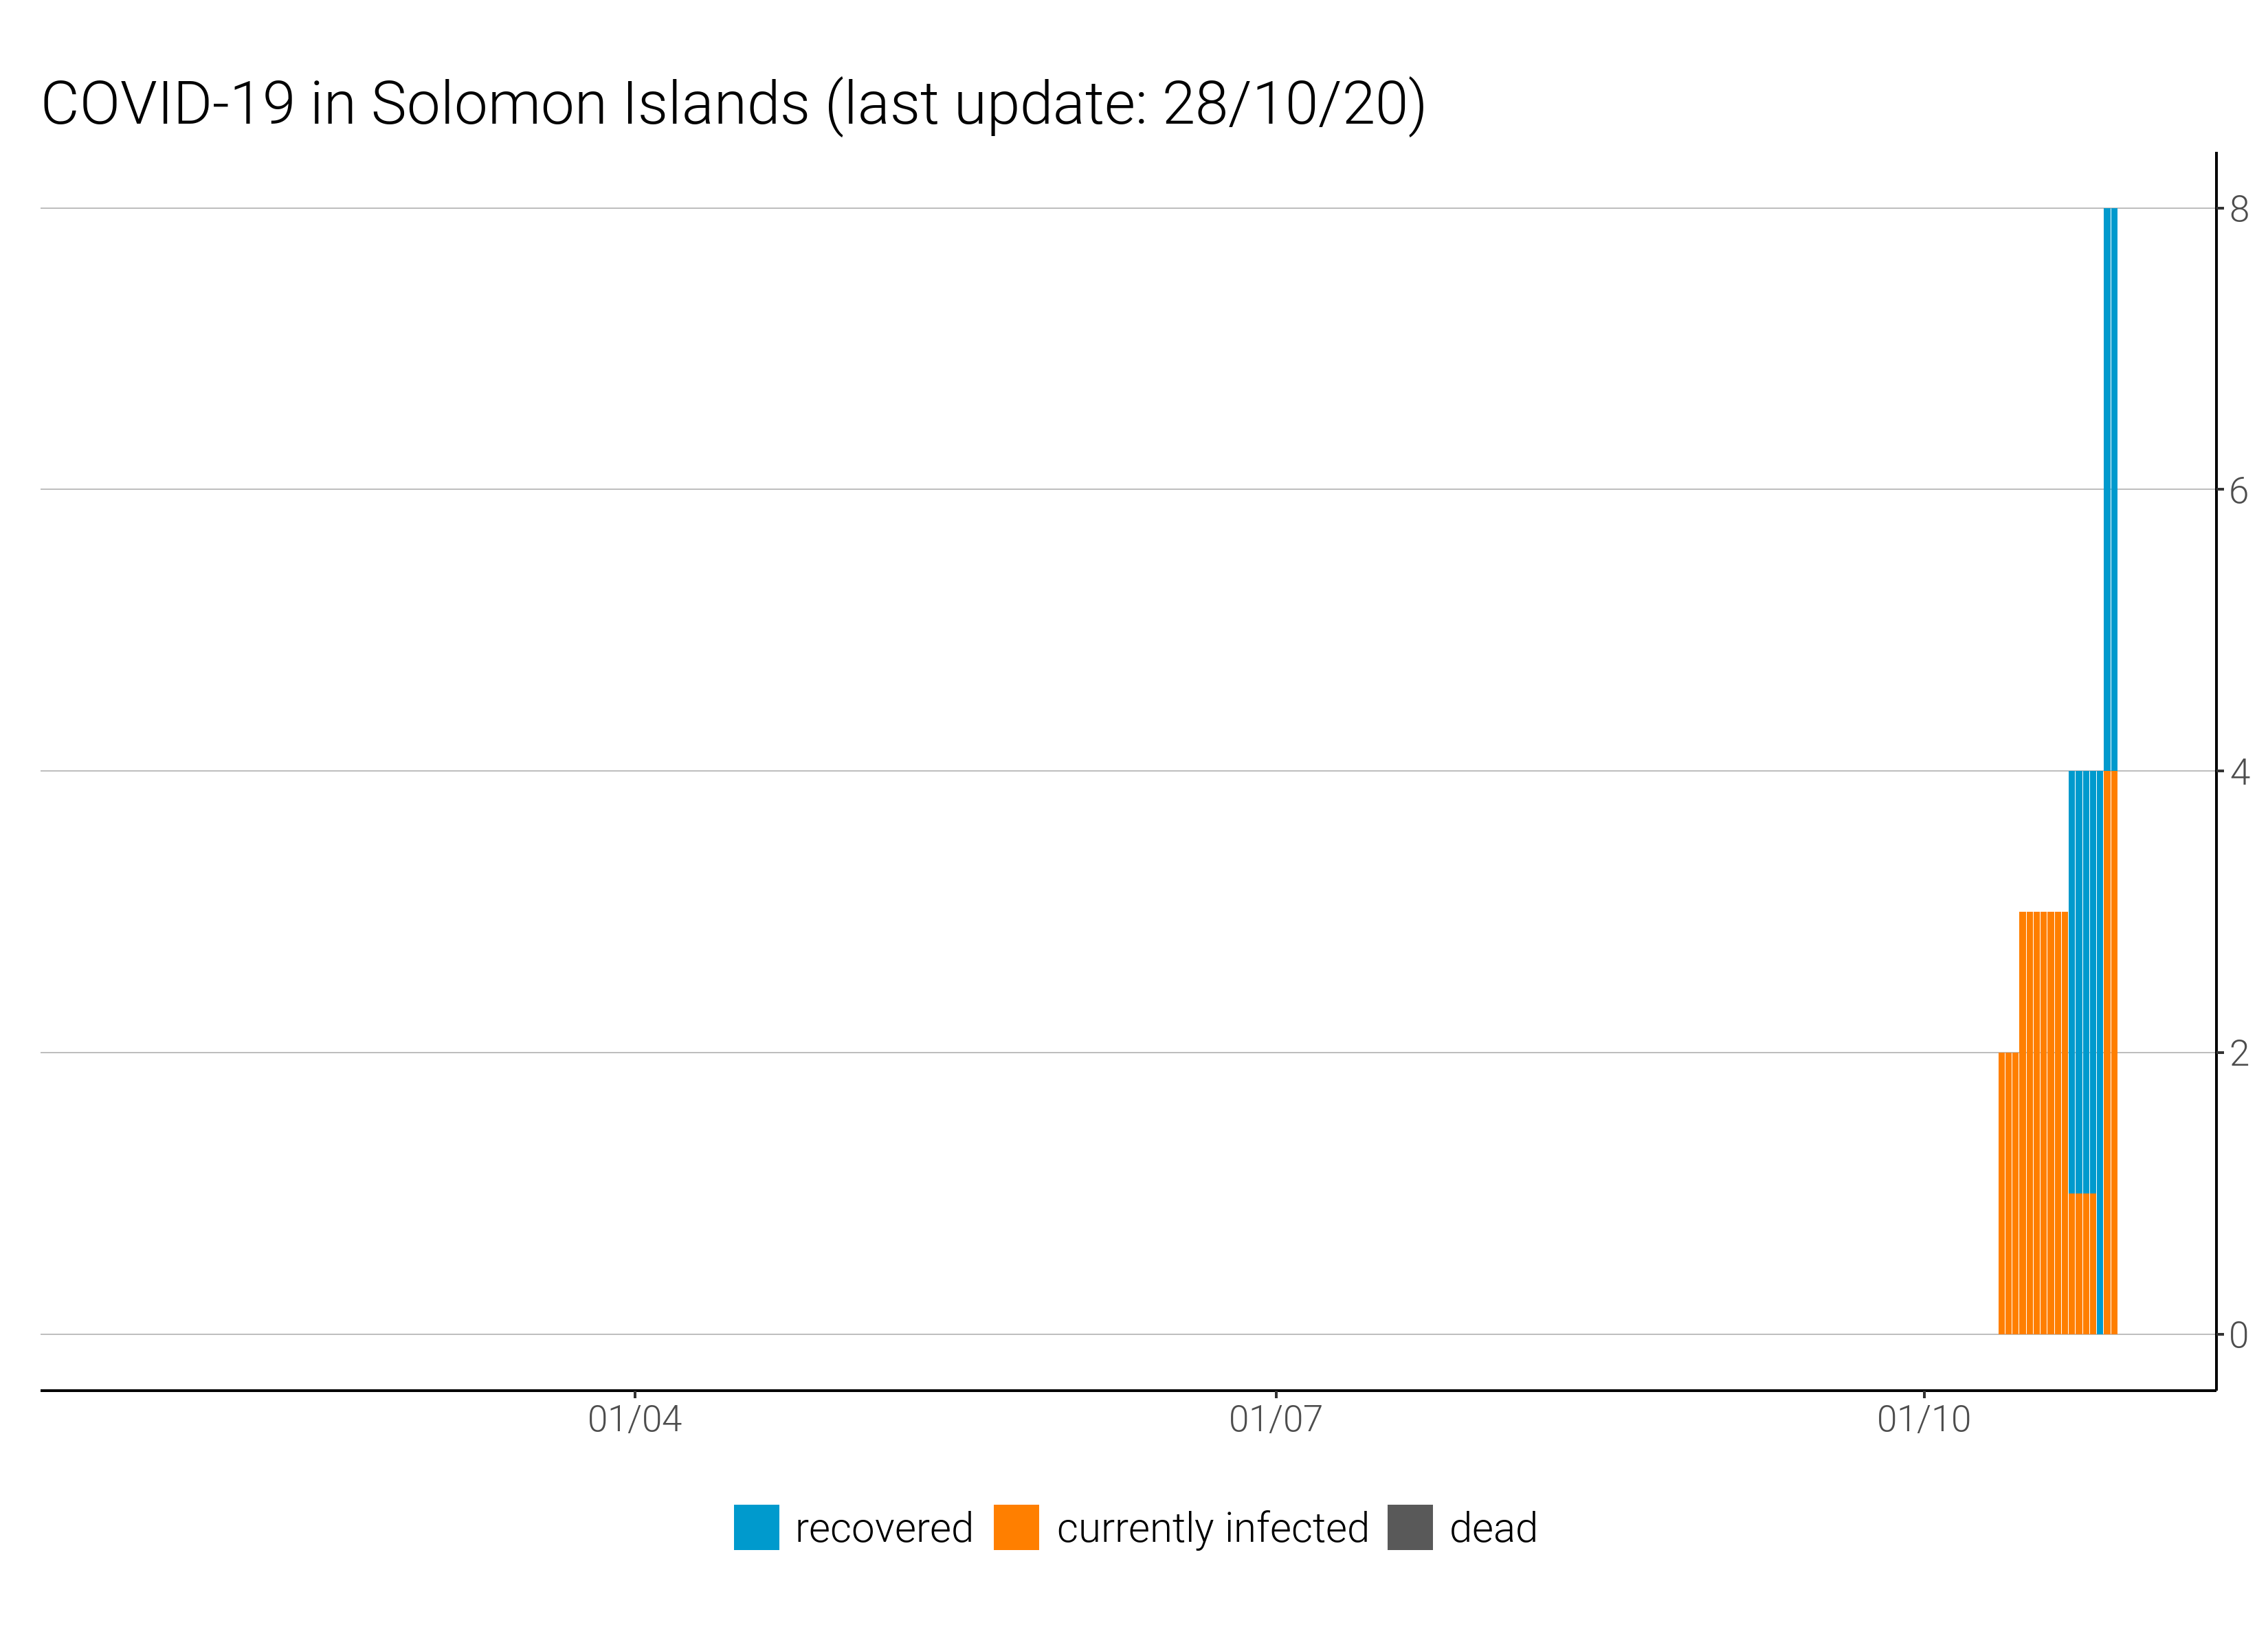 COVID-19 in Solomon Islands (last update: 28/10/20)
8
6
4
2
0
01/04 01/07 01/10
recovered currently infected dead